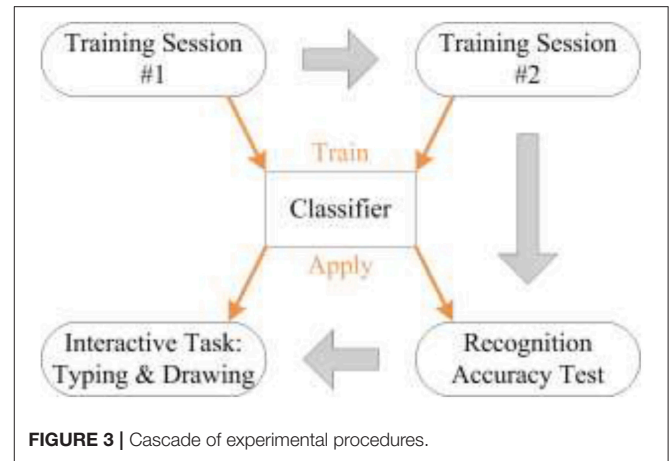 Training Session
#1
Training Session
#2
Train
Classifier
Apply
Interactive Task:
Typing & Drawing
Recognition
Accuracy Test
FIGURE 3 | Cascade of experimental procedures.